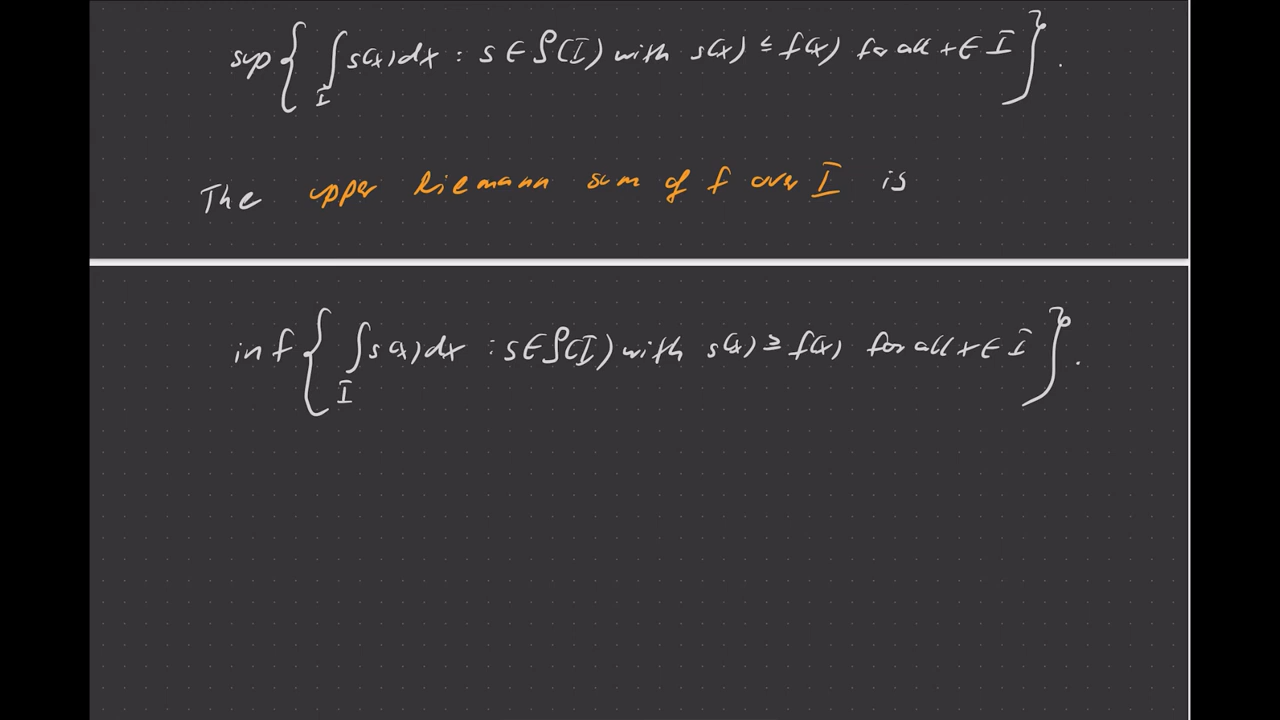 sup { ∫_I s(x) dx : s ∈ S(I) with s(x) ≤ f(x) for all x ∈ I } .
The upper Riemann sum of f over I is
inf { ∫_I s(x) dx : s ∈ S(I) with s(x) ≥ f(x) for all x ∈ I } .